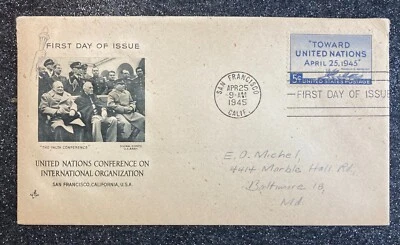 FIRST DAY OF ISSUE
"THE YALTA CONFERENCE"
UNITED NATIONS CONFERENCE ON
INTERNATIONAL ORGANIZATION
SAN FRANCISCO, CALIFORNIA, U.S.A.
SAN FRANCISCO
APR 25
9-AM
1945
CALIF.
"TOWARD
UNITED NATIONS
APRIL 25, 1945"
5¢ UNITED STATES POSTAGE
FIRST DAY OF ISSUE
E. O. Michel,
4414 Marble Hall Rd,
Baltimore 18,
Md.